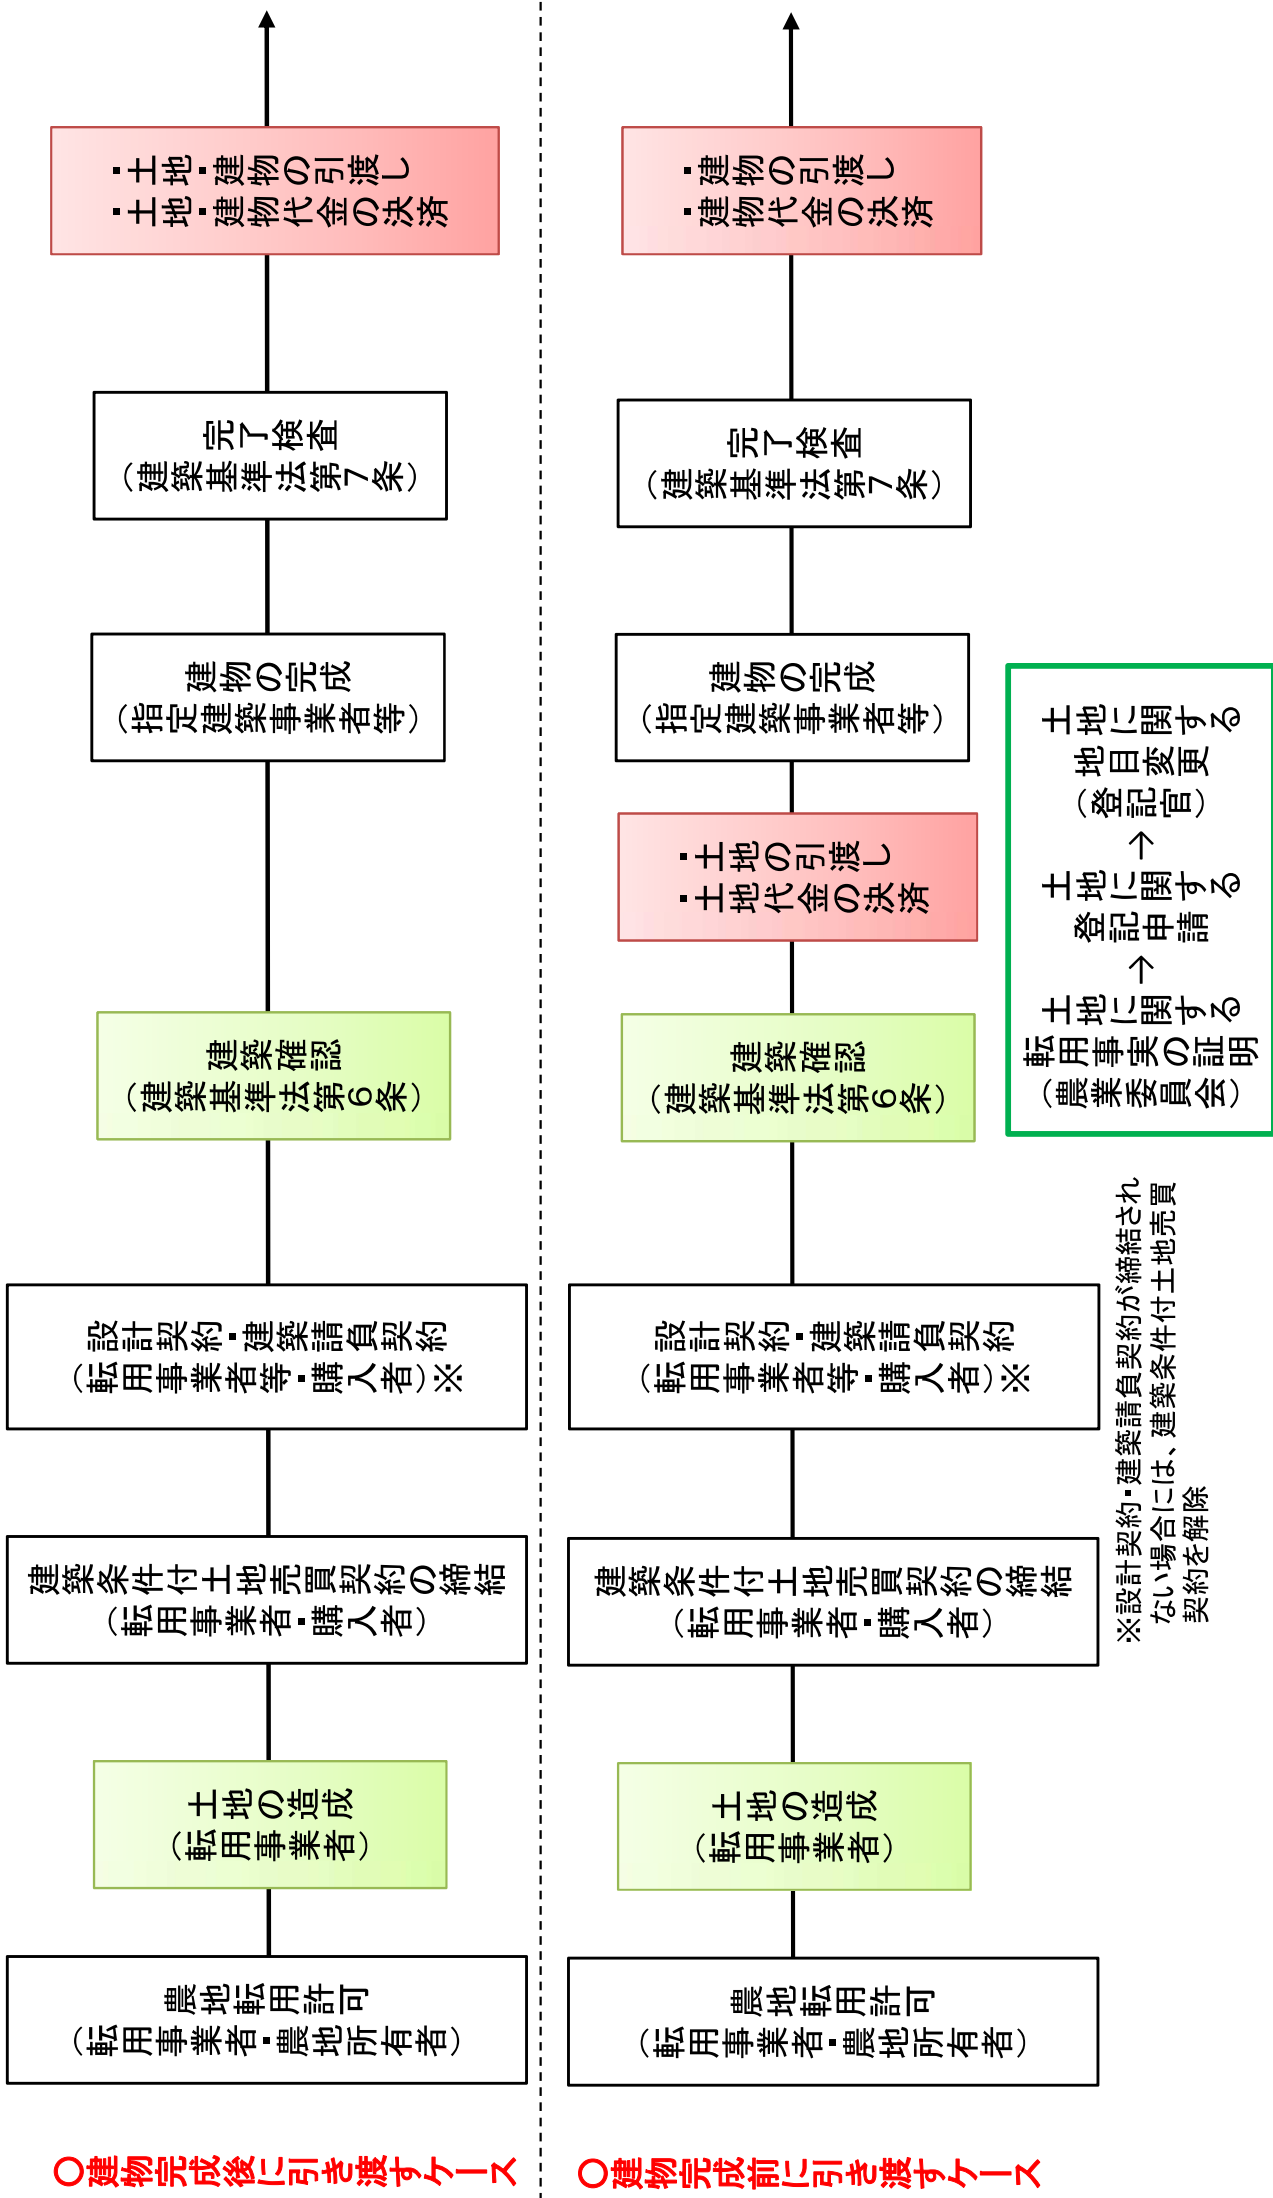 〇建物完成後に引き渡すケース
農地転用許可
（転用事業者・農地所有者）
土地の造成
（転用事業者）
建築条件付土地売買契約の締結
（転用事業者・購入者）
設計契約・建築請負契約
（転用事業者等・購入者）※
建築確認
（建築基準法第６条）
建物の完成
（指定建築事業者等）
完了検査
（建築基準法第７条）
・土地・建物の引渡し
・土地・建物代金の決済
〇建物完成前に引き渡すケース
農地転用許可
（転用事業者・農地所有者）
土地の造成
（転用事業者）
建築条件付土地売買契約の締結
（転用事業者・購入者）
設計契約・建築請負契約
（転用事業者等・購入者）※
建築確認
（建築基準法第６条）
・土地の引渡し
・土地代金の決済
建物の完成
（指定建築事業者等）
完了検査
（建築基準法第７条）
・建物の引渡し
・建物代金の決済
※設計契約・建築請負契約が締結され
ない場合には、建築条件付土地売買
契約を解除
土地に関する
転用事実の証明
（農業委員会）
→
土地に関する
登記申請
→
土地に関する
地目変更
（登記官）